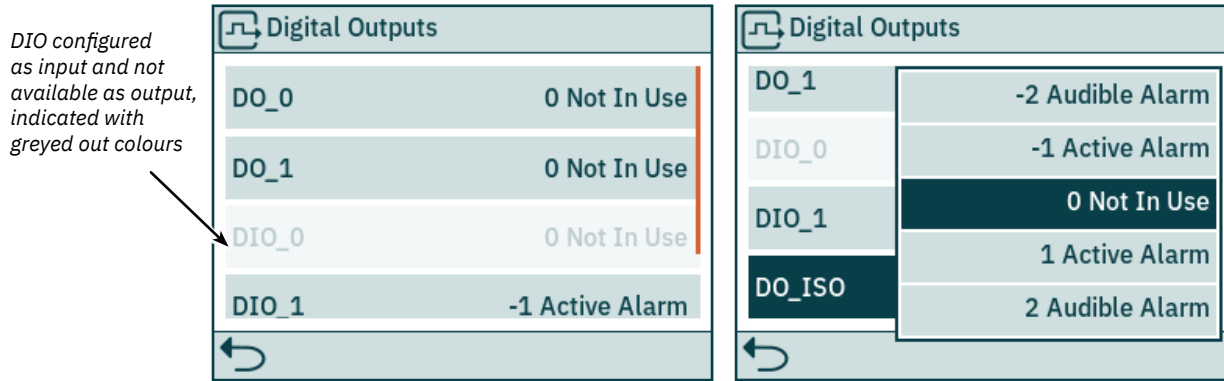 DIO configured
as input and not
available as output,
indicated with
greyed out colours
Digital Outputs
DO_0 0 Not In Use
DO_1 0 Not In Use
DIO_0 0 Not In Use
DIO_1 -1 Active Alarm
Digital Outputs
DO_1
DIO_0
DIO_1
DO_ISO
-2 Audible Alarm
-1 Active Alarm
0 Not In Use
1 Active Alarm
2 Audible Alarm